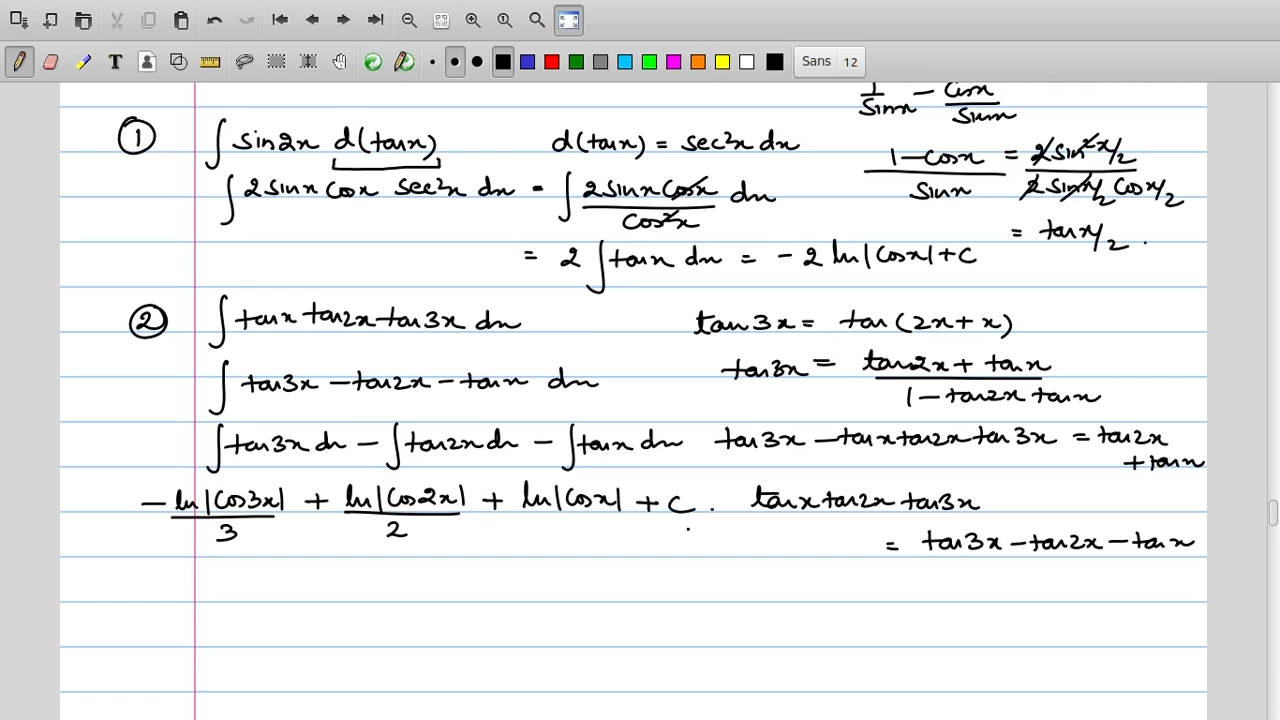 Sans 12
1/sinx − cosx/sinx
① ∫ sin2x d(tanx)
d(tanx) = sec²x dx
(1−cosx)/sinx = (2sin²x/2)/(2sinx/2 cosx/2)
∫ 2sinx cosx sec²x dx = ∫ (2sinx cosx)/(cos²x) dx
= tanx/2 .
= 2 ∫ tanx dx = −2 ln|cosx| + c
② ∫ tanx tan2x tan3x dx
tan3x = tan(2x+x)
∫ tan3x − tan2x − tanx dx
tan3x = (tan2x + tanx)/(1 − tan2x tanx)
∫ tan3x dx − ∫ tan2x dx − ∫ tanx dx
tan3x − tanx tan2x tan3x = tan2x
+ tanx
− ln|cos3x|/3 + ln|cos2x|/2 + ln|cosx| + c .
tanx tan2x tan3x
= tan3x − tan2x − tanx